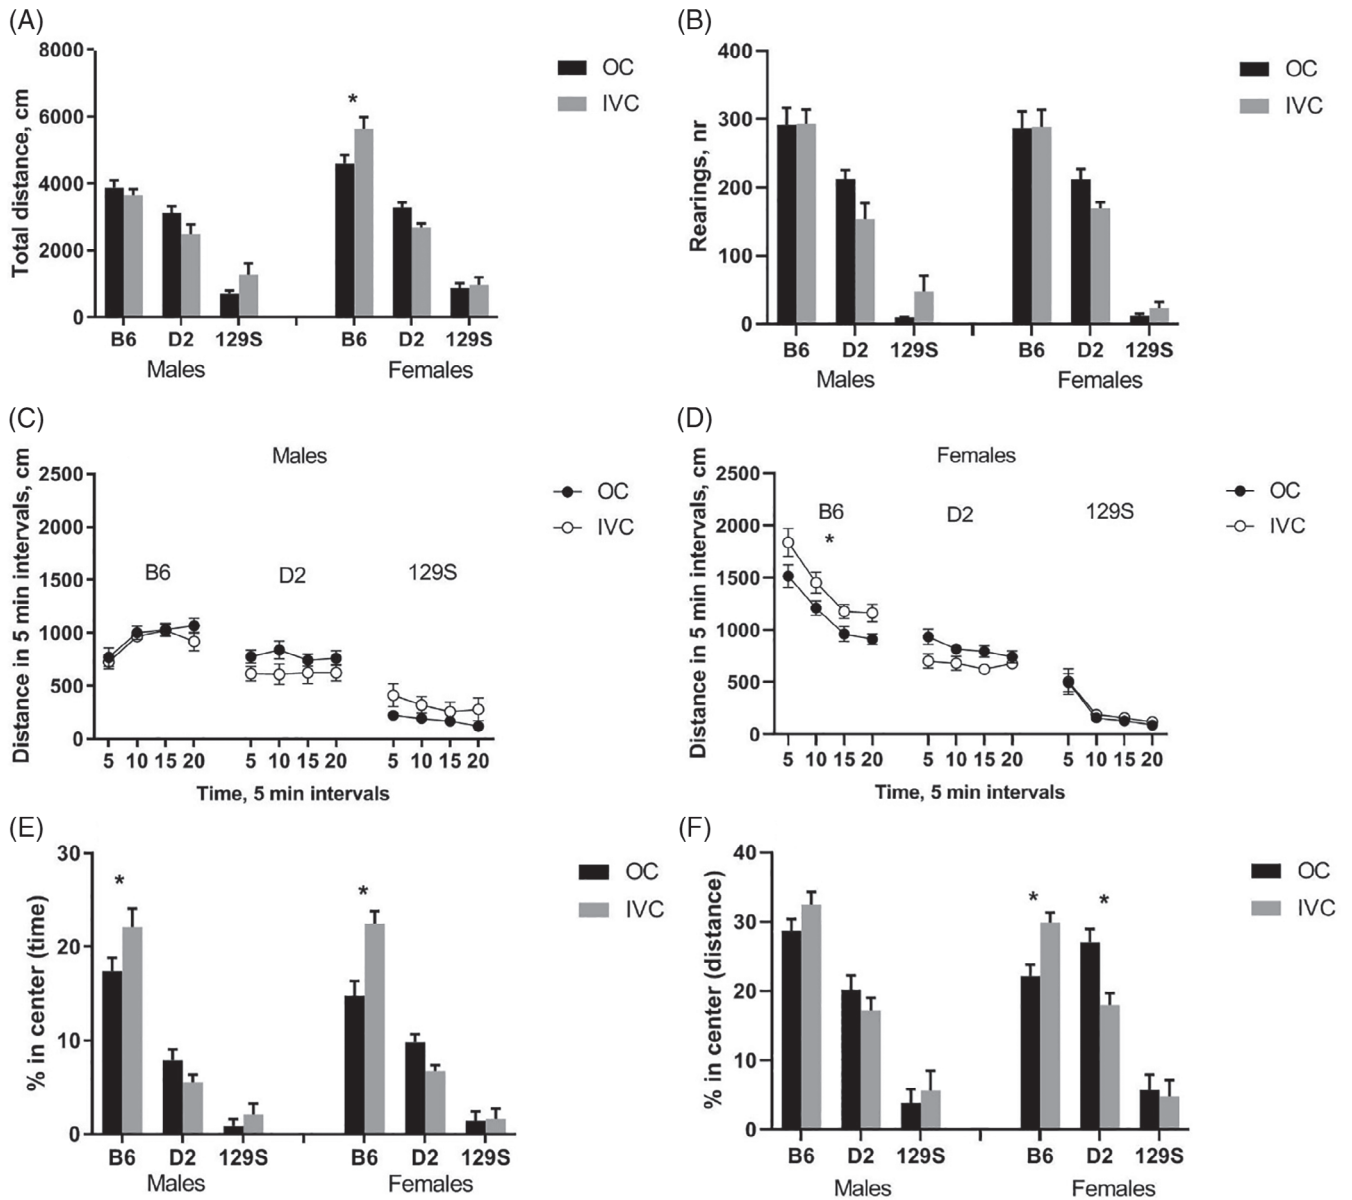 (A)
8000
6000
4000
2000
0
Total distance, cm
*
OC
IVC
B6 D2 129S B6 D2 129S
Males Females
(B)
400
300
200
100
0
Rearings, nr
OC
IVC
B6 D2 129S B6 D2 129S
Males Females
(C)
Males
2500
2000
1500
1000
500
0
Distance in 5 min intervals, cm
B6 D2 129S
OC
IVC
5 10 15 20 5 10 15 20 5 10 15 20
Time, 5 min intervals
(D)
Females
2500
2000
1500
1000
500
0
Distance in 5 min intervals, cm
B6 D2 129S
*
OC
IVC
5 10 15 20 5 10 15 20 5 10 15 20
Time, 5 min intervals
(E)
30
20
10
0
% in center (time)
* *
OC
IVC
B6 D2 129S B6 D2 129S
Males Females
(F)
40
30
20
10
0
% in center (distance)
* *
OC
IVC
B6 D2 129S B6 D2 129S
Males Females